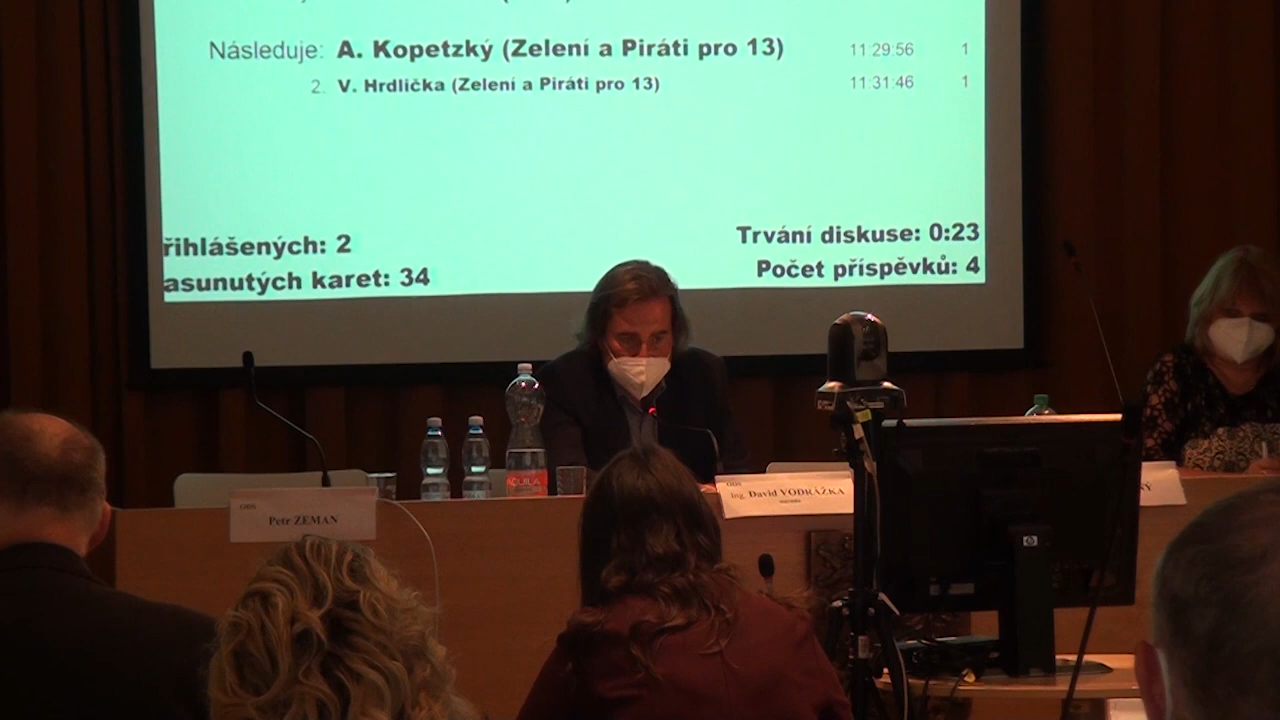 Následuje: A. Kopetzký (Zelení a Piráti pro 13) 11:29:56 1
2. V. Hrdlička (Zelení a Piráti pro 13) 11:31:46 1
řihlášených: 2
asunutých karet: 34
Trvání diskuse: 0:23
Počet příspěvků: 4
AQUILA
ODS
Petr ZEMAN
ODS
Ing. David VODRÁŽKA
NÝ
hp